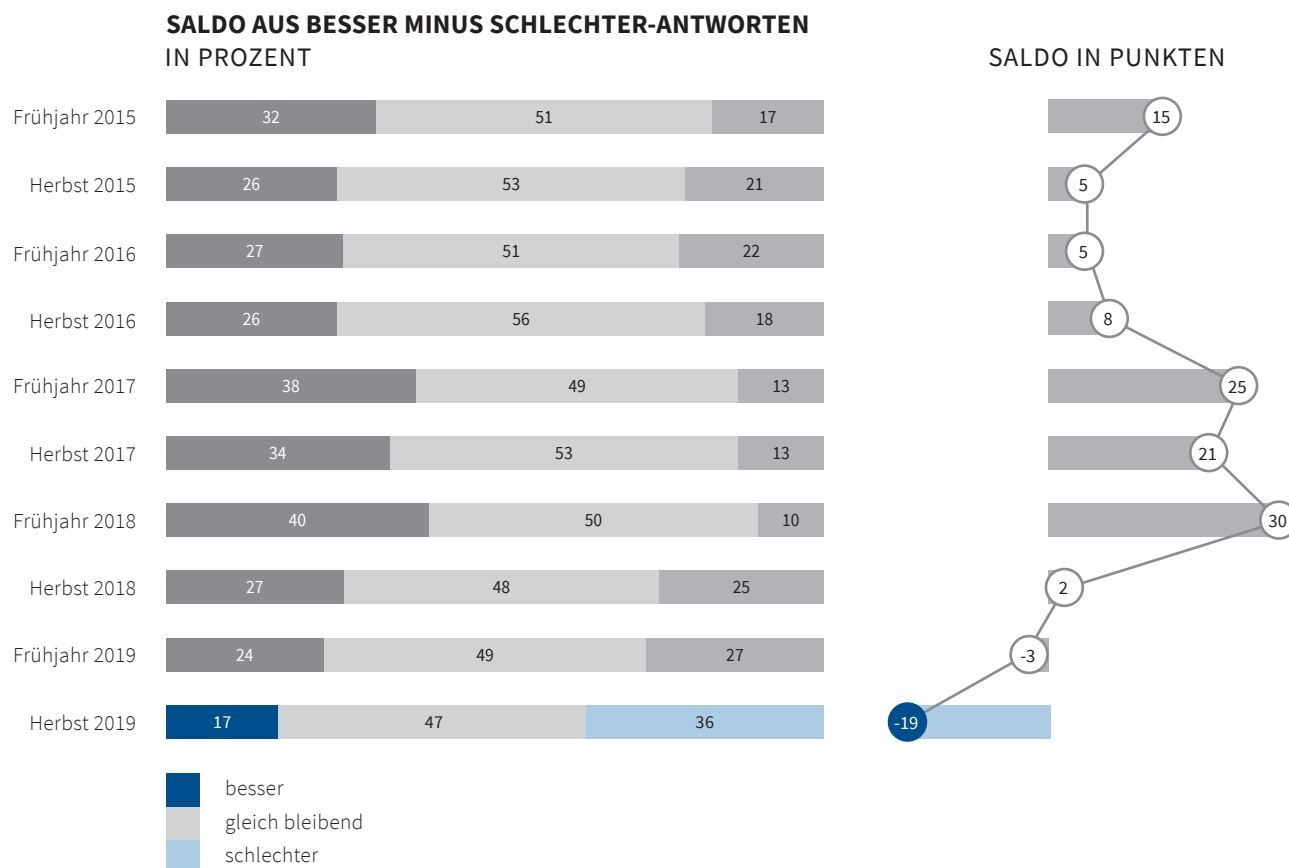 SALDO AUS BESSER MINUS SCHLECHTER-ANTWORTEN
IN PROZENT
SALDO IN PUNKTEN
Frühjahr 2015 32 51 17 15
Herbst 2015 26 53 21 5
Frühjahr 2016 27 51 22 5
Herbst 2016 26 56 18 8
Frühjahr 2017 38 49 13 25
Herbst 2017 34 53 13 21
Frühjahr 2018 40 50 10 30
Herbst 2018 27 48 25 2
Frühjahr 2019 24 49 27 -3
Herbst 2019 17 47 36 -19
besser
gleich bleibend
schlechter